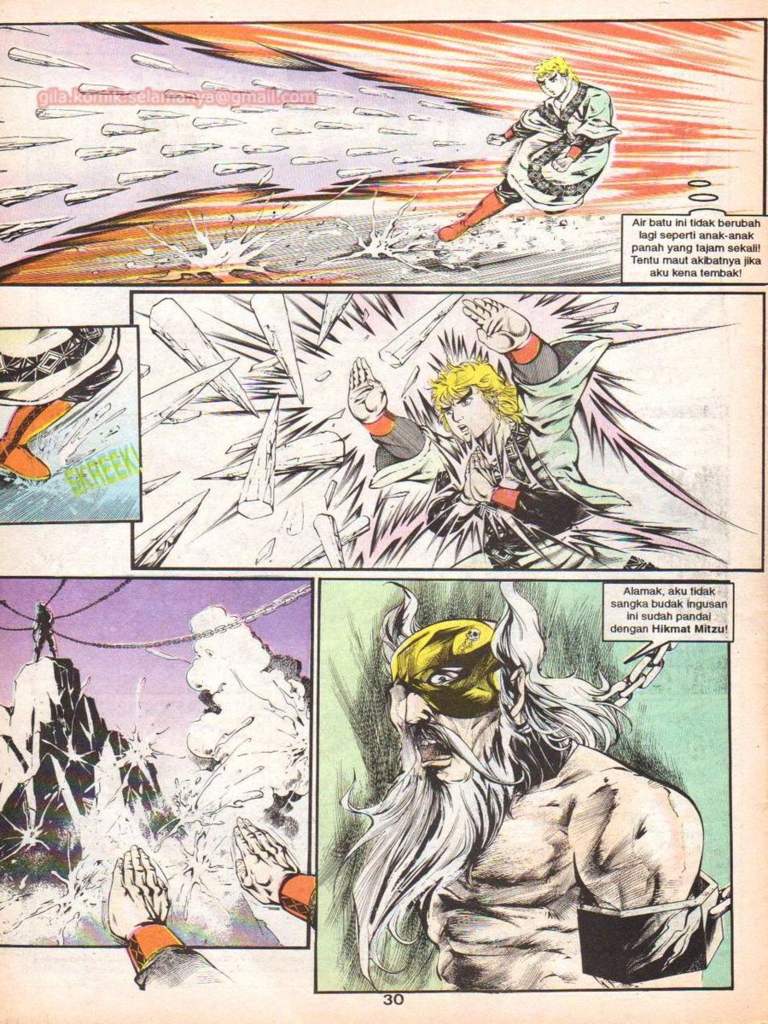 gila.komik.selamanya@gmail.com
Air batu ini tidak berubah
lagi seperti anak-anak
panah yang tajam sekali!
Tentu maut akibatnya jika
aku kena tembak!
SEREEK!
Alamak, aku tidak
sangka budak ingusan
ini sudah pandai
dengan Hikmat Mitzu!
30